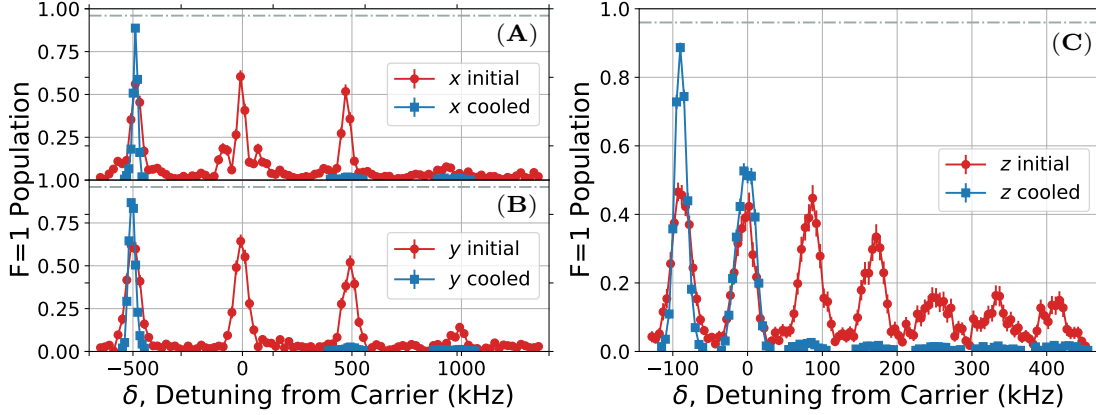 1.00
(A)
0.75
x initial
x cooled
0.50
0.25
1.00
(B)
0.75
y initial
y cooled
0.50
0.25
0.00
−500
0
500
1000
δ, Detuning from Carrier (kHz)
F=1 Population
1.0
(C)
0.8
z initial
z cooled
0.6
0.4
0.2
0.0
−100
0
100
200
300
400
δ, Detuning from Carrier (kHz)
F=1 Population